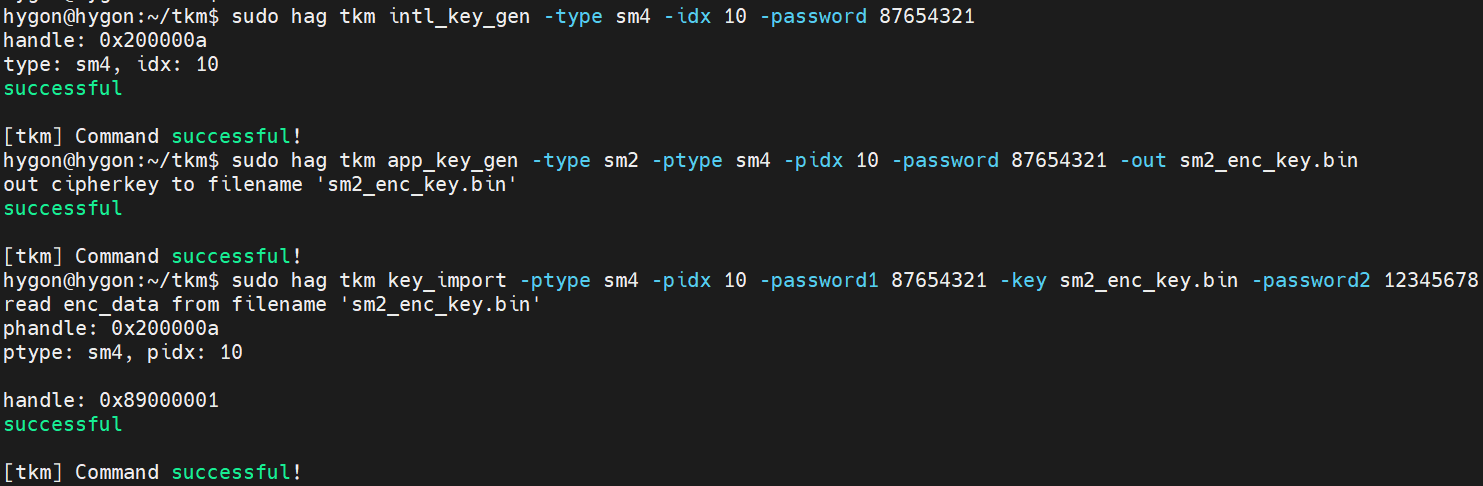 hygon@hygon:~/tkm$ sudo hag tkm intl_key_gen -type sm4 -idx 10 -password 87654321
handle: 0x200000a
type: sm4, idx: 10
successful
[tkm] Command successful!
hygon@hygon:~/tkm$ sudo hag tkm app_key_gen -type sm2 -ptype sm4 -pidx 10 -password 87654321 -out sm2_enc_key.bin
out cipherkey to filename 'sm2_enc_key.bin'
successful
[tkm] Command successful!
hygon@hygon:~/tkm$ sudo hag tkm key_import -ptype sm4 -pidx 10 -password1 87654321 -key sm2_enc_key.bin -password2 12345678
read enc_data from filename 'sm2_enc_key.bin'
phandle: 0x200000a
ptype: sm4, pidx: 10
handle: 0x89000001
successful
[tkm] Command successful!